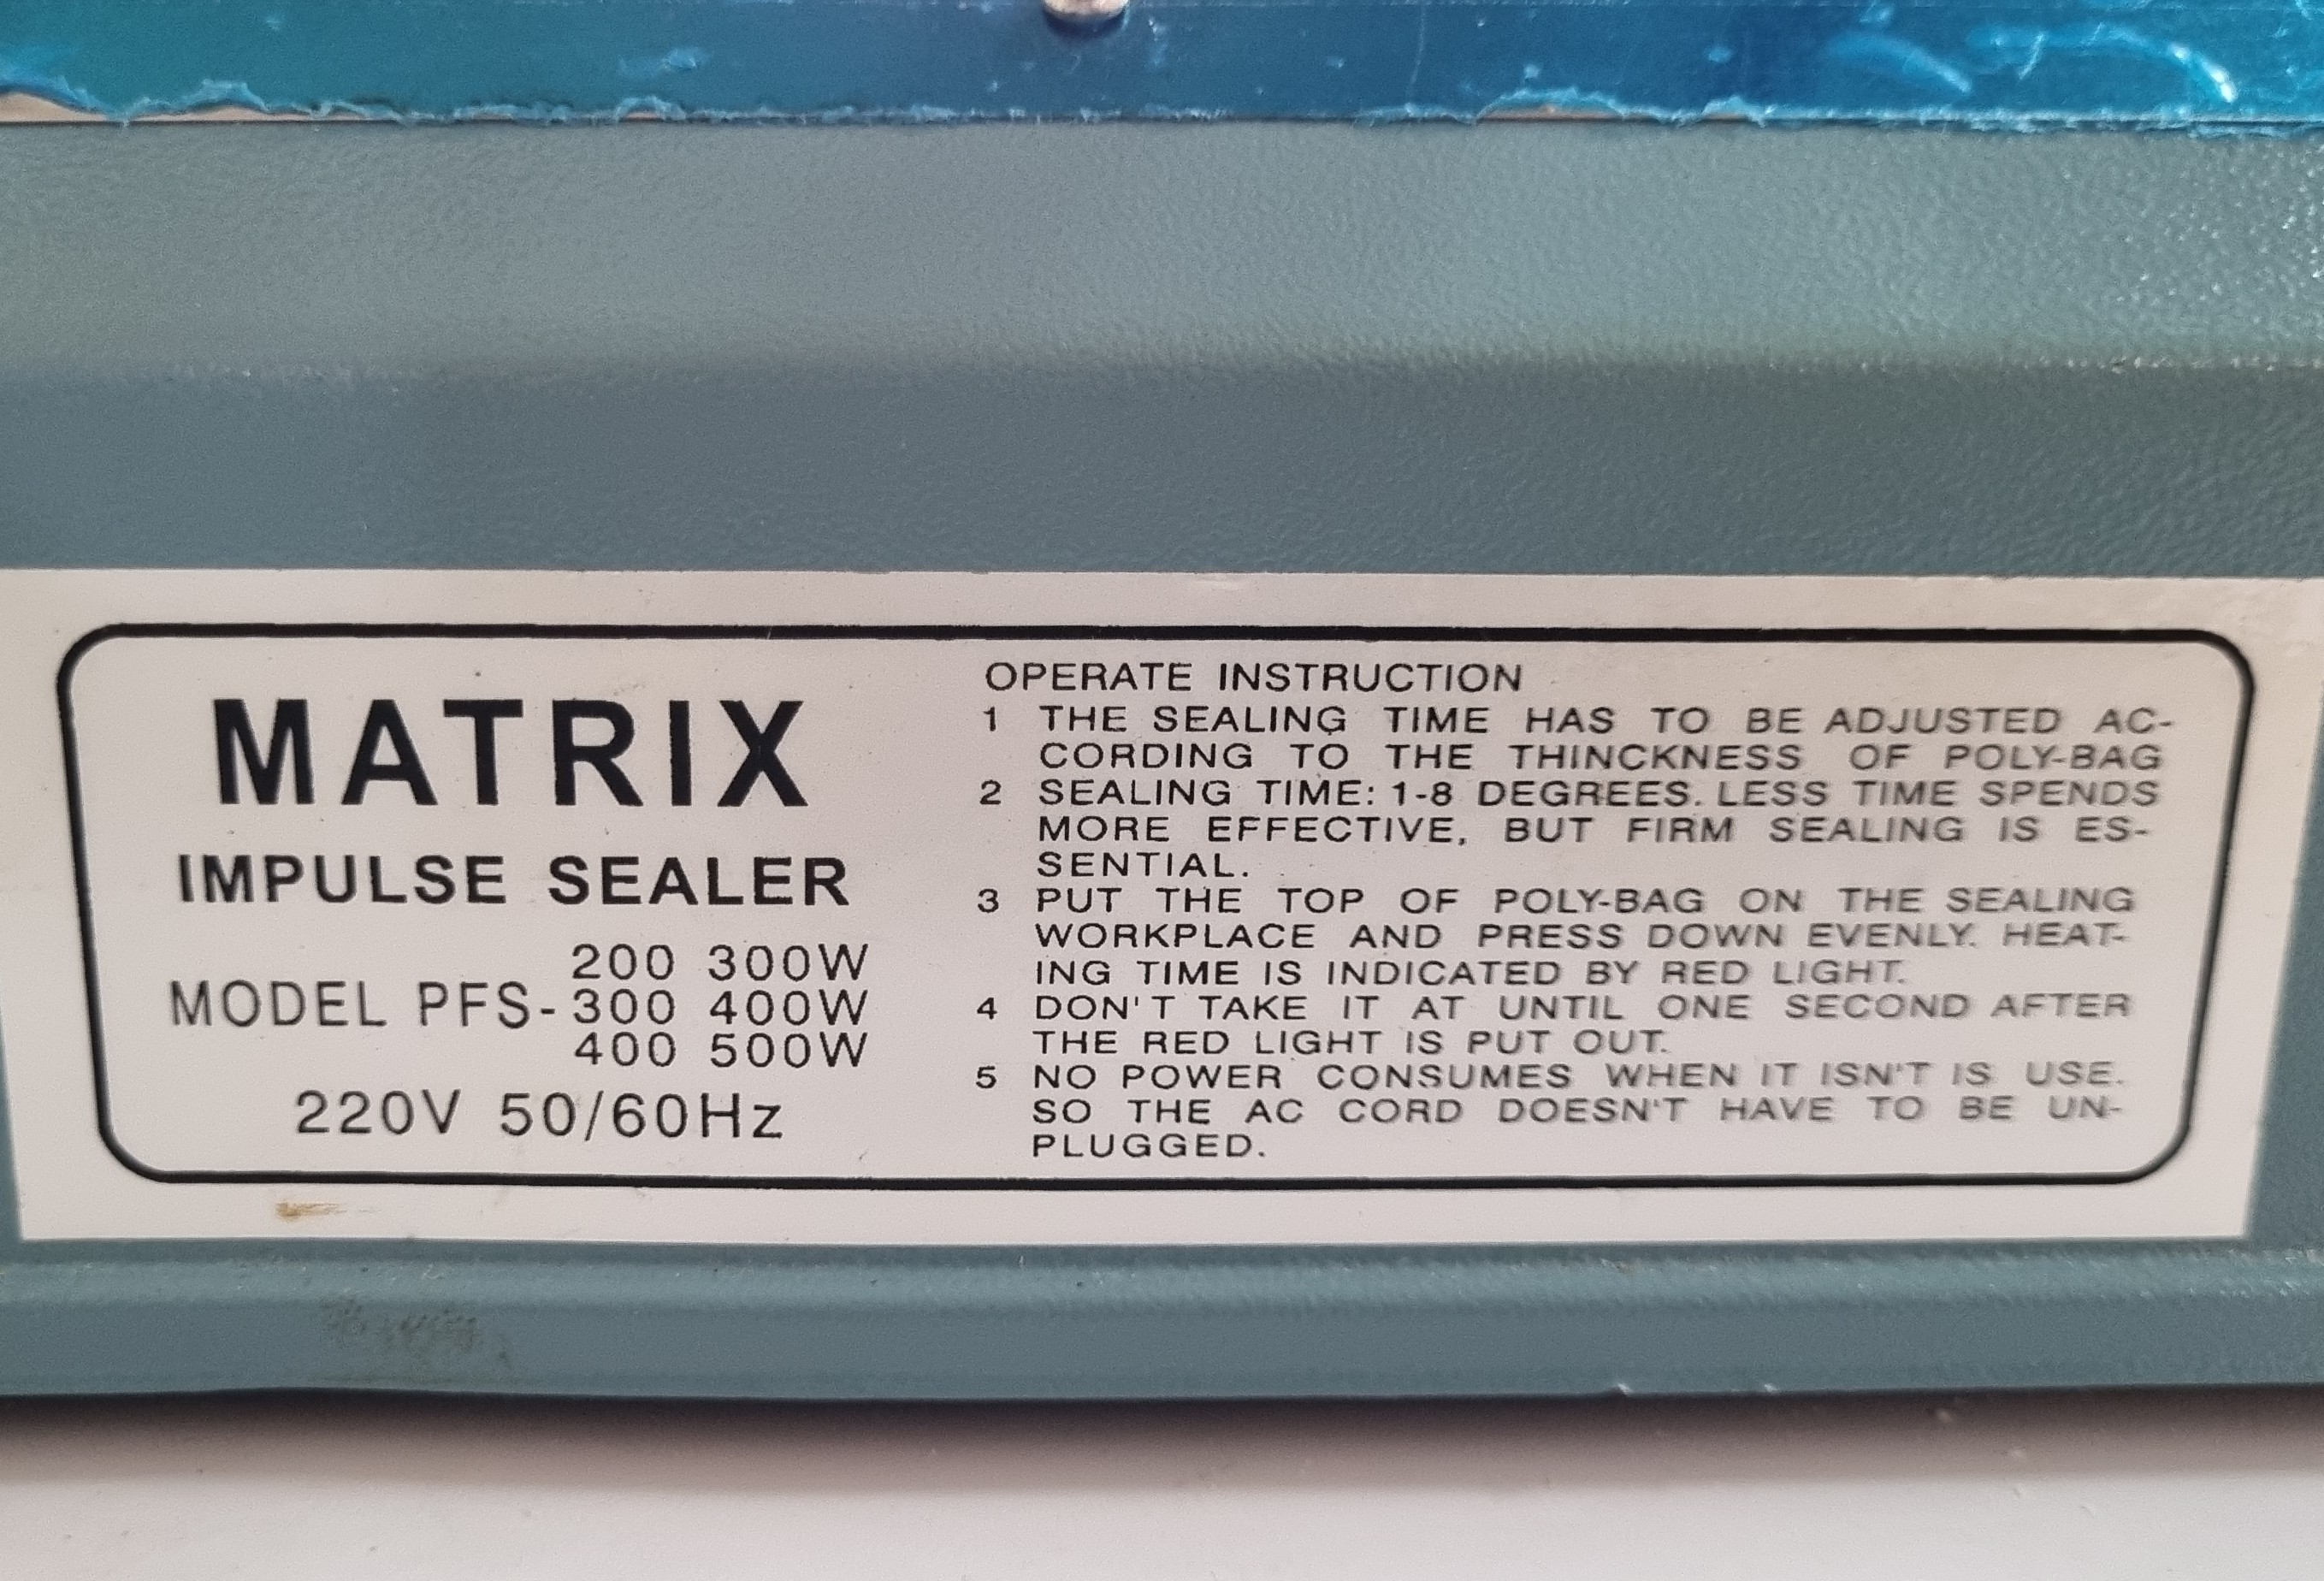 MATRIX
IMPULSE SEALER
200 300W
MODEL PFS-300 400W
400 500W
220V 50/60Hz
OPERATE INSTRUCTION
1 THE SEALING TIME HAS TO BE ADJUSTED AC-
CORDING TO THE THINCKNESS OF POLY-BAG
2 SEALING TIME: 1-8 DEGREES. LESS TIME SPENDS
MORE EFFECTIVE, BUT FIRM SEALING IS ES-
SENTIAL.
3 PUT THE TOP OF POLY-BAG ON THE SEALING
WORKPLACE AND PRESS DOWN EVENLY. HEAT-
ING TIME IS INDICATED BY RED LIGHT.
4 DON'T TAKE IT AT UNTIL ONE SECOND AFTER
THE RED LIGHT IS PUT OUT.
5 NO POWER CONSUMES WHEN IT ISN'T IS USE.
SO THE AC CORD DOESN'T HAVE TO BE UN-
PLUGGED.